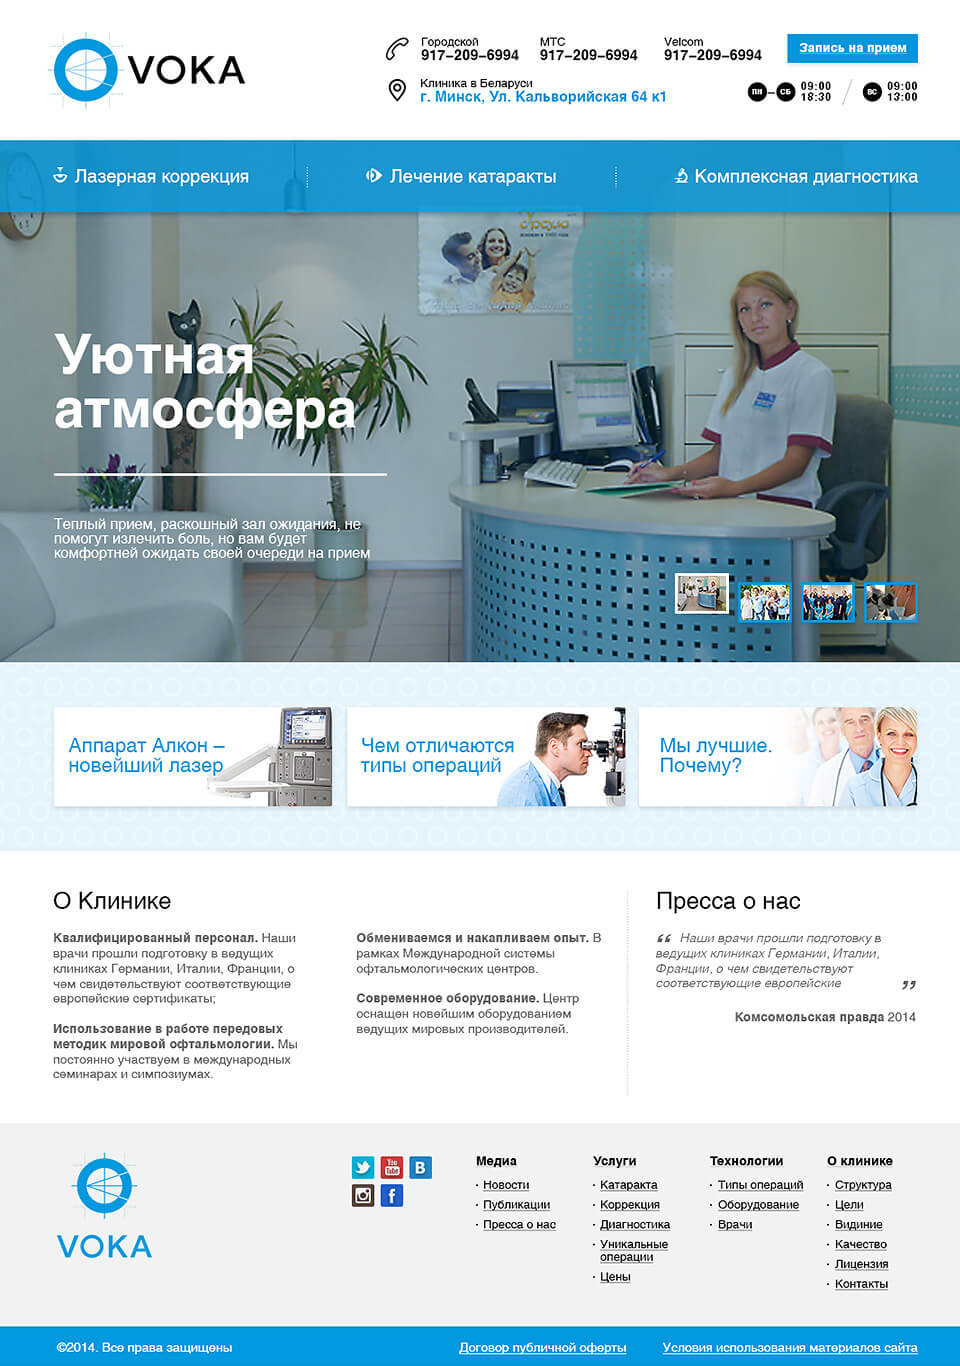 VOKA
Городской
917-209-6994
МТС
917-209-6994
Velcom
917-209-6994
Запись на прием
Клиника в Беларуси
г. Минск, Ул. Кальворийская 64 к1
ПН – СБ 09:00
18:30
ВС 09:00
13:00
Лазерная коррекция
Лечение катаракты
Комплексная диагностика
Уютная
атмосфера
Теплый прием, раскошный зал ожидания, не
помогут излечить боль, но вам будет
комфортней ожидать своей очереди на прием
Аппарат Алкон –
новейший лазер
Чем отличаются
типы операций
Мы лучшие.
Почему?
О Клинике
Квалифицированный персонал. Наши
врачи прошли подготовку в ведущих
клиниках Германии, Италии, Франции, о
чем свидетельствуют соответствующие
европейские сертификаты;
Использование в работе передовых
методик мировой офтальмологии. Мы
постоянно участвуем в международных
семинарах и симпозиумах.
Обмениваемся и накапливаем опыт. В
рамках Международной системы
офтальмологических центров.
Современное оборудование. Центр
оснащен новейшим оборудованием
ведущих мировых производителей.
Пресса о нас
“ Наши врачи прошли подготовку в
ведущих клиниках Германии, Италии,
Франции, о чем свидетельствуют
соответствующие европейские ”
Комсомольская правда 2014
VOKA
You
Tube
В
f
Медиа
· Новости
· Публикации
· Пресса о нас
Услуги
· Катаракта
· Коррекция
· Диагностика
· Уникальные
операции
· Цены
Технологии
· Типы операций
· Оборудование
· Врачи
О клинике
· Структура
· Цели
· Видиние
· Качество
· Лицензия
· Контакты
©2014. Все права защищены
Договор публичной оферты
Условия использования материалов сайта